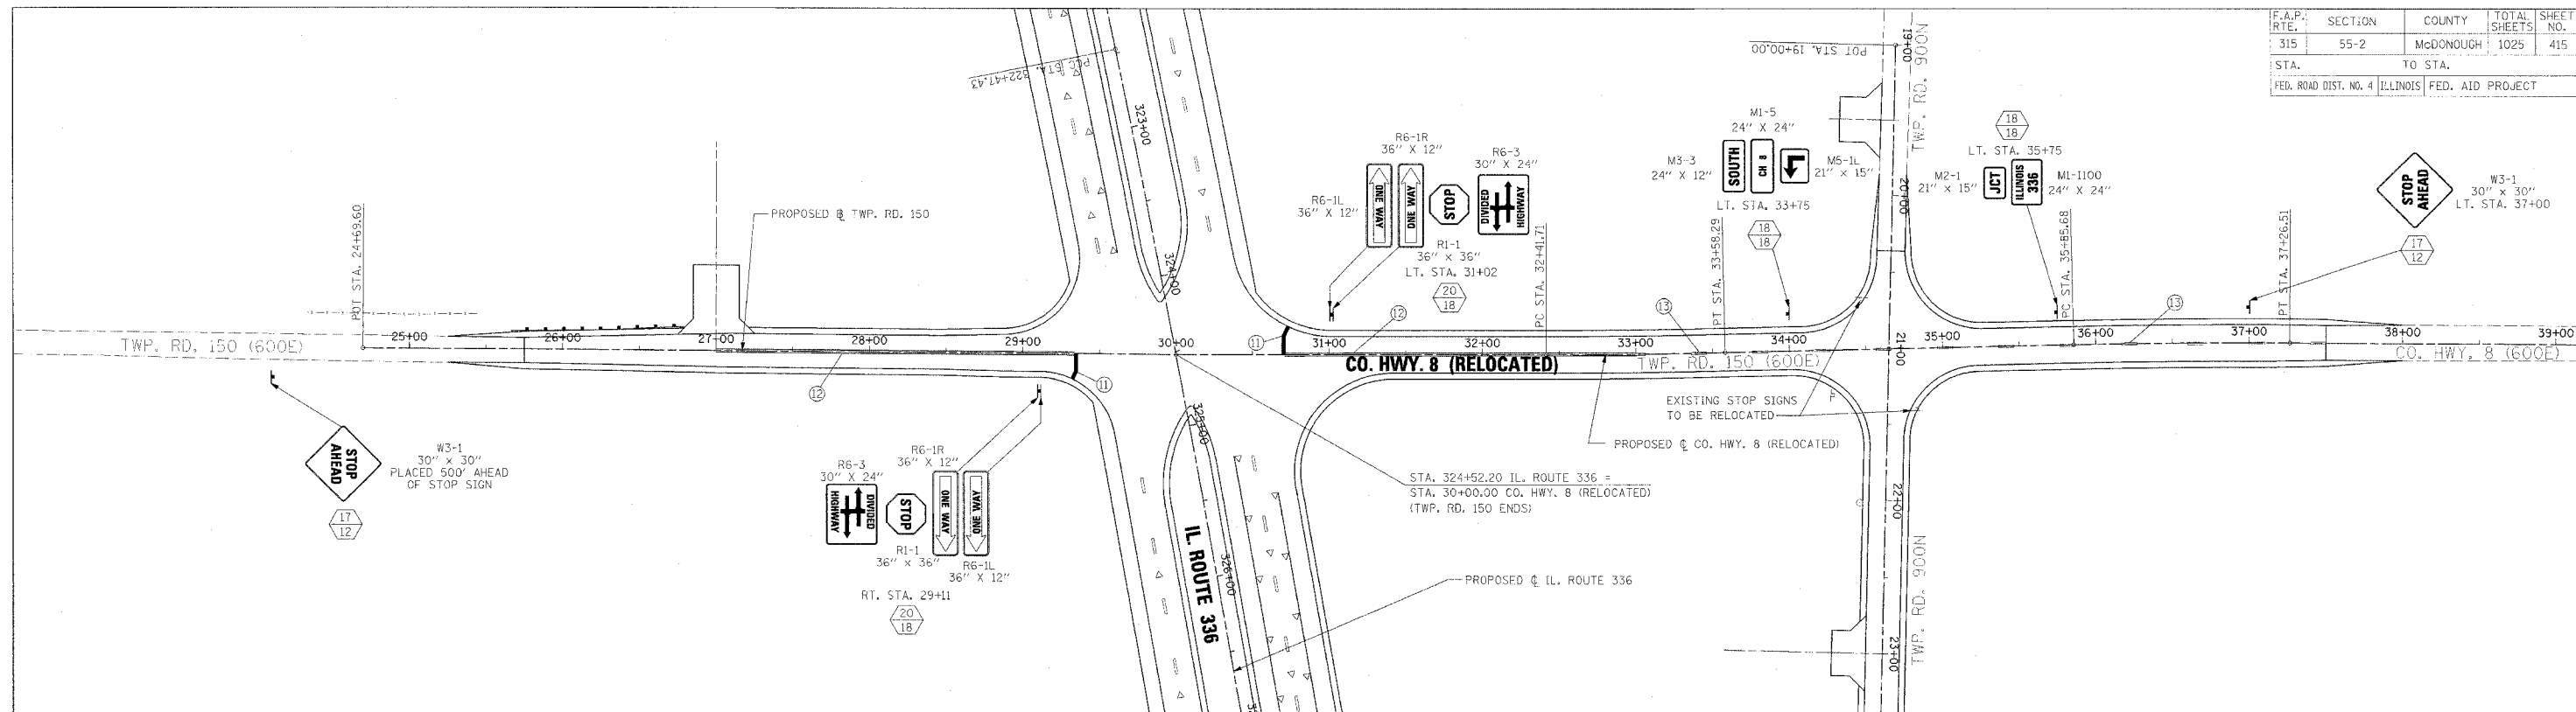 F.A.P. RTE. SECTION COUNTY TOTAL SHEETS SHEET NO.
315 55-2 McDONOUGH 1025 415
STA. TO STA.
FED. ROAD DIST. NO. 4 ILLINOIS FED. AID PROJECT
PCC STA. 322+47.43
323+00
324+00
POT STA. 19+00.00
19+00
TWP. RD. 900N
20+00
POT STA. 24+69.60
PROPOSED ⅊ TWP. RD. 150
R6-1R
36" X 12"
R6-1L
36" X 12"
ONE WAY
ONE WAY
STOP
R6-3
30" X 24"
DIVIDED
HIGHWAY
R1-1
36" x 36"
LT. STA. 31+02
20
18
PC STA. 32+41.71
M1-5
24" X 24"
M3-3
24" X 12"
SOUTH
CH 8
M5-1L
21" x 15"
LT. STA. 33+75
18
18
PT STA. 33+58.29
18
18
LT. STA. 35+75
M2-1
21" x 15"
JCT
ILLINOIS
336
M1-I100
24" X 24"
PC STA. 35+85.68
PT STA. 37+26.51
STOP
AHEAD
W3-1
30" x 30"
LT. STA. 37+00
17
12
TWP. RD. 150 (600E)
25+00
26+00
27+00
28+00
29+00
30+00
31+00
32+00
33+00
34+00
35+00
36+00
37+00
38+00
39+00
11
12
13
13
12
11
CO. HWY. 8 (RELOCATED)
TWP. RD. 150 (600E)
21+00
CO. HWY. 8 (600E)
STOP
AHEAD
W3-1
30" x 30"
PLACED 500' AHEAD
OF STOP SIGN
17
12
R6-3
30" X 24"
DIVIDED
HIGHWAY
STOP
R1-1
36" x 36"
R6-1R
36" X 12"
ONE WAY
ONE WAY
R6-1L
36" X 12"
RT. STA. 29+11
20
18
325+00
326+00
IL. ROUTE 336
EXISTING STOP SIGNS
TO BE RELOCATED
PROPOSED ℄ CO. HWY. 8 (RELOCATED)
STA. 324+52.20 IL. ROUTE 336 =
STA. 30+00.00 CO. HWY. 8 (RELOCATED)
(TWP. RD. 150 ENDS)
PROPOSED ℄ IL. ROUTE 336
22+00
23+00
TWP. RD. 900N